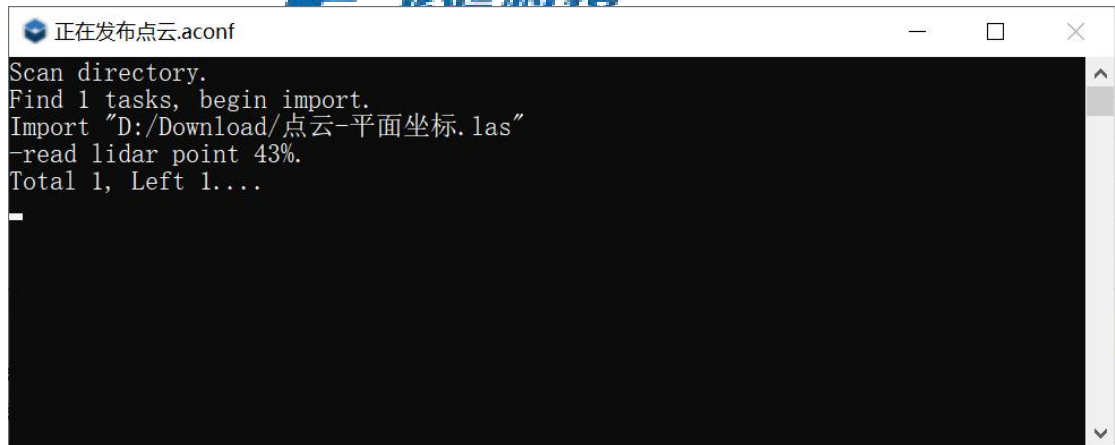 正在发布点云.aconf
Scan directory.
Find 1 tasks, begin import.
Import "D:/Download/点云-平面坐标.las"
-read lidar point 43%.
Total 1, Left 1....